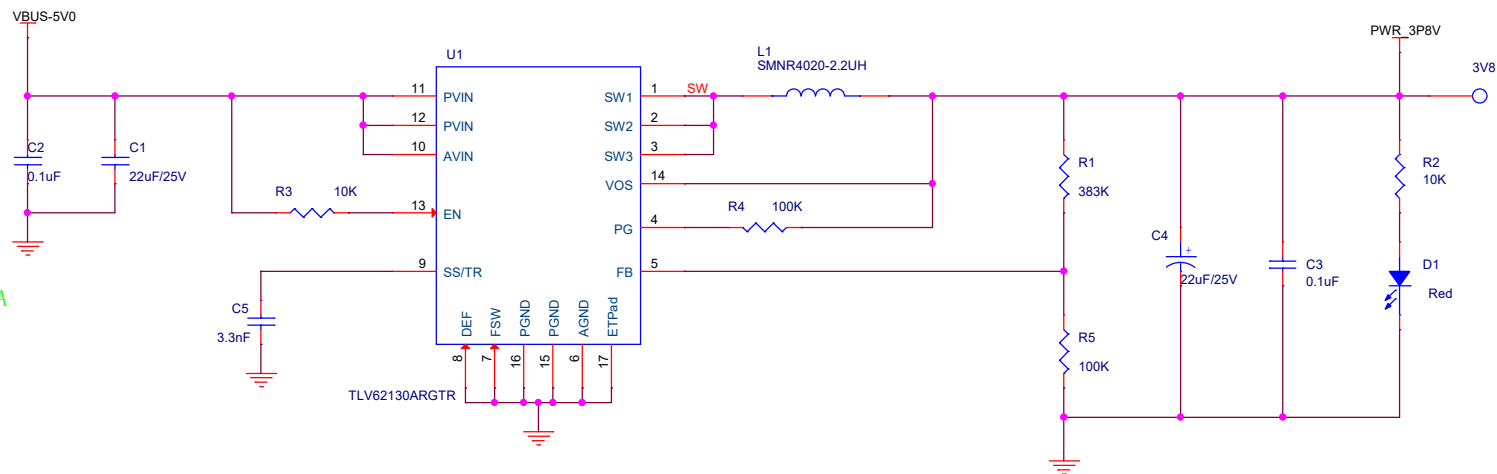 VBUS-5V0
PWR_3P8V
U1
L1
SMNR4020-2.2UH
3V8
11
PVIN
SW1
1
SW
12
PVIN
SW2
2
10
AVIN
SW3
3
C2
0.1uF
C1
22uF/25V
R1
383K
R2
10K
VOS
14
R3
10K
13
EN
PG
4
R4
100K
C4
+
22uF/25V
9
SS/TR
FB
5
C3
0.1uF
D1
Red
A
C5
3.3nF
DEF
FSW
PGND
PGND
AGND
ETPad
R5
100K
8
7
16
15
6
17
TLV62130ARGTR